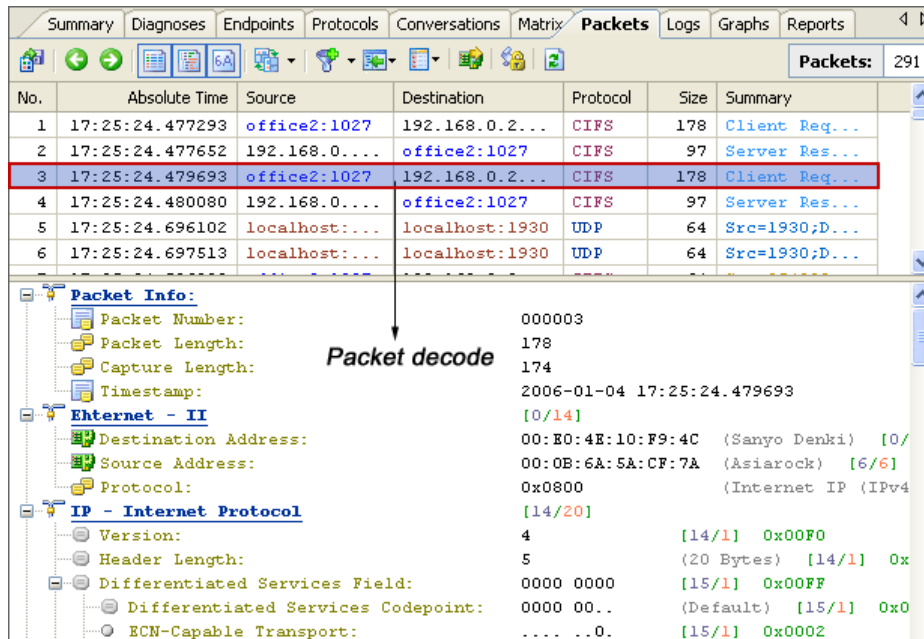 Summary Diagnoses Endpoints Protocols Conversations Matrix Packets Logs Graphs Reports
6A Packets: 291
No. Absolute Time Source Destination Protocol Size Summary
1 17:25:24.477293 office2:1027 192.168.0.2... CIFS 178 Client Req...
2 17:25:24.477652 192.168.0.... office2:1027 CIFS 97 Server Res...
3 17:25:24.479693 office2:1027 192.168.0.2... CIFS 178 Client Req...
4 17:25:24.480080 192.168.0.... office2:1027 CIFS 97 Server Res...
5 17:25:24.696102 localhost:... localhost:1930 UDP 64 Src=1930;D...
6 17:25:24.697513 localhost:... localhost:1930 UDP 64 Src=1930;D...
Packet Info:
Packet Number: 000003
Packet Length: 178
Packet decode
Capture Length: 174
Timestamp: 2006-01-04 17:25:24.479693
Ehternet - II [0/14]
Destination Address: 00:E0:4E:10:F9:4C (Sanyo Denki) [0/
Source Address: 00:0B:6A:5A:CF:7A (Asiarock) [6/6]
Protocol: 0x0800 (Internet IP (IPv4
IP - Internet Protocol [14/20]
Version: 4 [14/1] 0x00F0
Header Length: 5 (20 Bytes) [14/1] 0x
Differentiated Services Field: 0000 0000 [15/1] 0x00FF
Differentiated Services Codepoint: 0000 00.. (Default) [15/1] 0x0
ECN-Capable Transport: .... ..0. [15/1] 0x0002